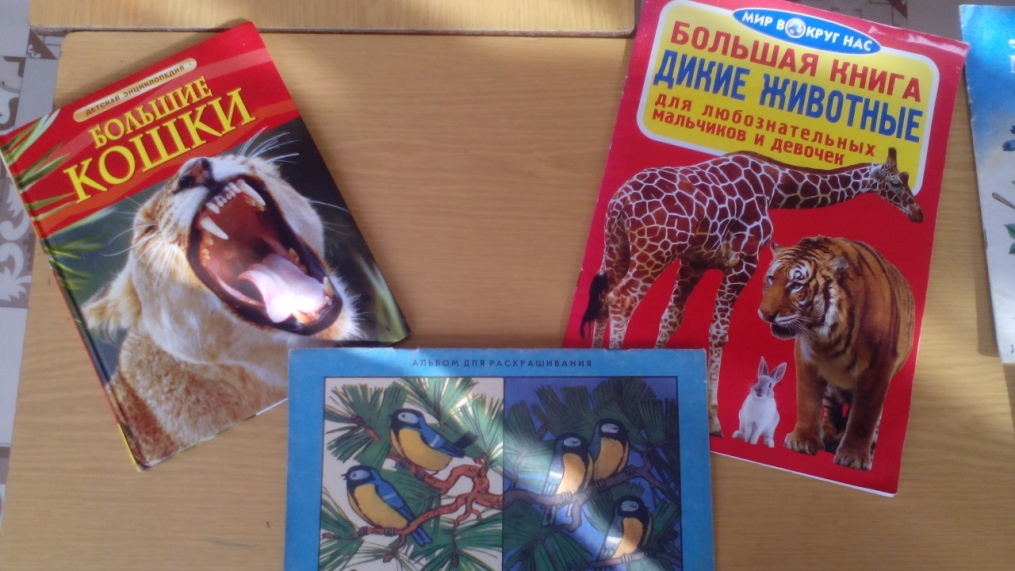 ДЕТСКАЯ ЭНЦИКЛОПЕДИЯ
БОЛЬШИЕ
КОШКИ
МИР ВОКРУГ НАС
БОЛЬШАЯ КНИГА
ДИКИЕ ЖИВОТНЫЕ
для любознательных
мальчиков и девочек
АЛЬБОМ ДЛЯ РАСКРАШИВАНИЯ